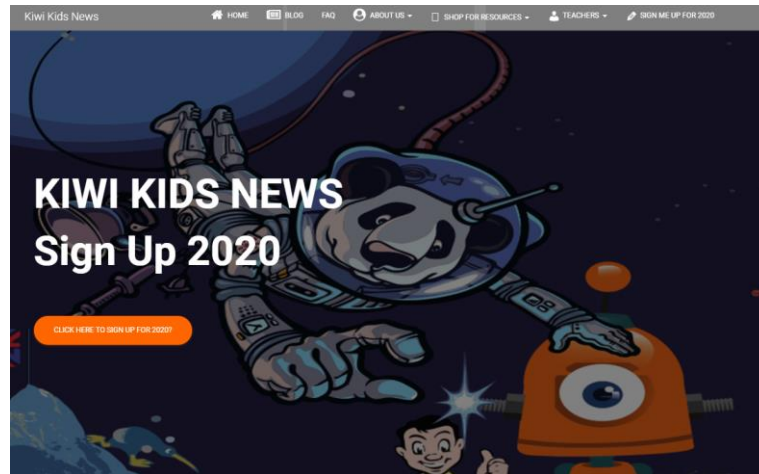 Kiwi Kids News HOME BLOG FAQ ABOUT US SHOP FOR RESOURCES TEACHERS SIGN ME UP FOR 2020
KIWI KIDS NEWS
Sign Up 2020
CLICK HERE TO SIGN UP FOR 2020?